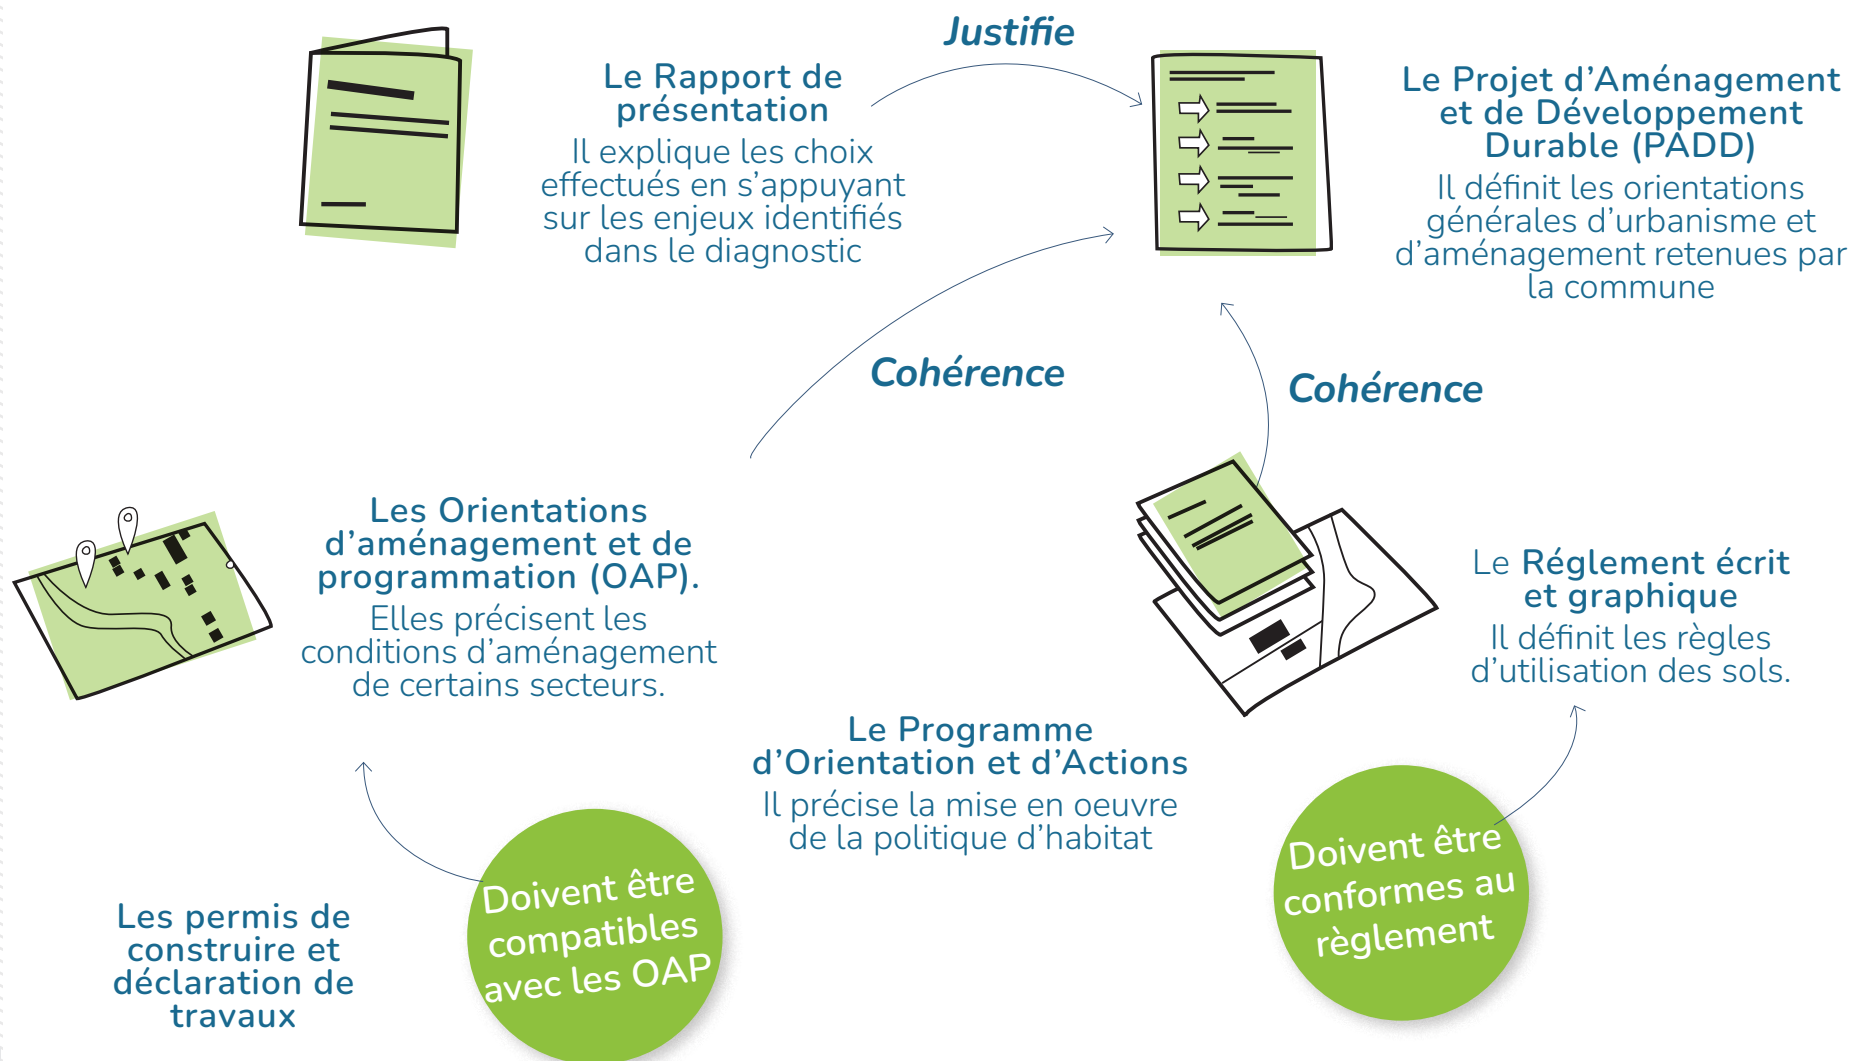 Justifie
Le Rapport de
présentation
Il explique les choix
effectués en s'appuyant
sur les enjeux identifiés
dans le diagnostic
Le Projet d'Aménagement
et de Développement
Durable (PADD)
Il définit les orientations
générales d'urbanisme et
d'aménagement retenues par
la commune
Cohérence
Cohérence
Les Orientations
d'aménagement et de
programmation (OAP).
Elles précisent les
conditions d'aménagement
de certains secteurs.
Le Réglement écrit
et graphique
Il définit les règles
d'utilisation des sols.
Le Programme
d'Orientation et d'Actions
Il précise la mise en oeuvre
de la politique d'habitat
Les permis de
construire et
déclaration de
travaux
Doivent être
compatibles
avec les OAP
Doivent être
conformes au
règlement